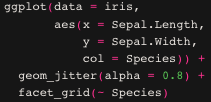 ggplot(data = iris,
aes(x = Sepal.Length,
y = Sepal.Width,
col = Species)) +
geom_jitter(alpha = 0.8) +
facet_grid(~ Species)